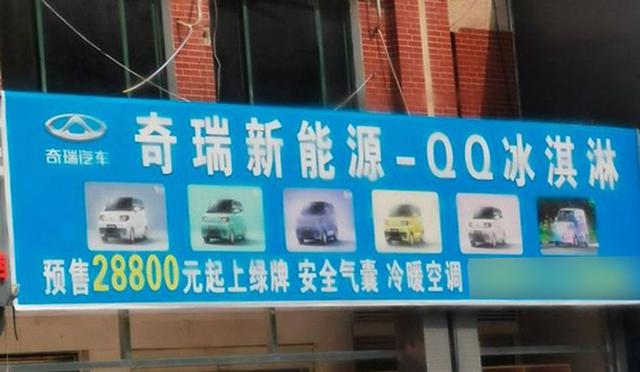 奇瑞汽车
奇瑞新能源-QQ冰淇淋
预售28800元起上绿牌 安全气囊 冷暖空调